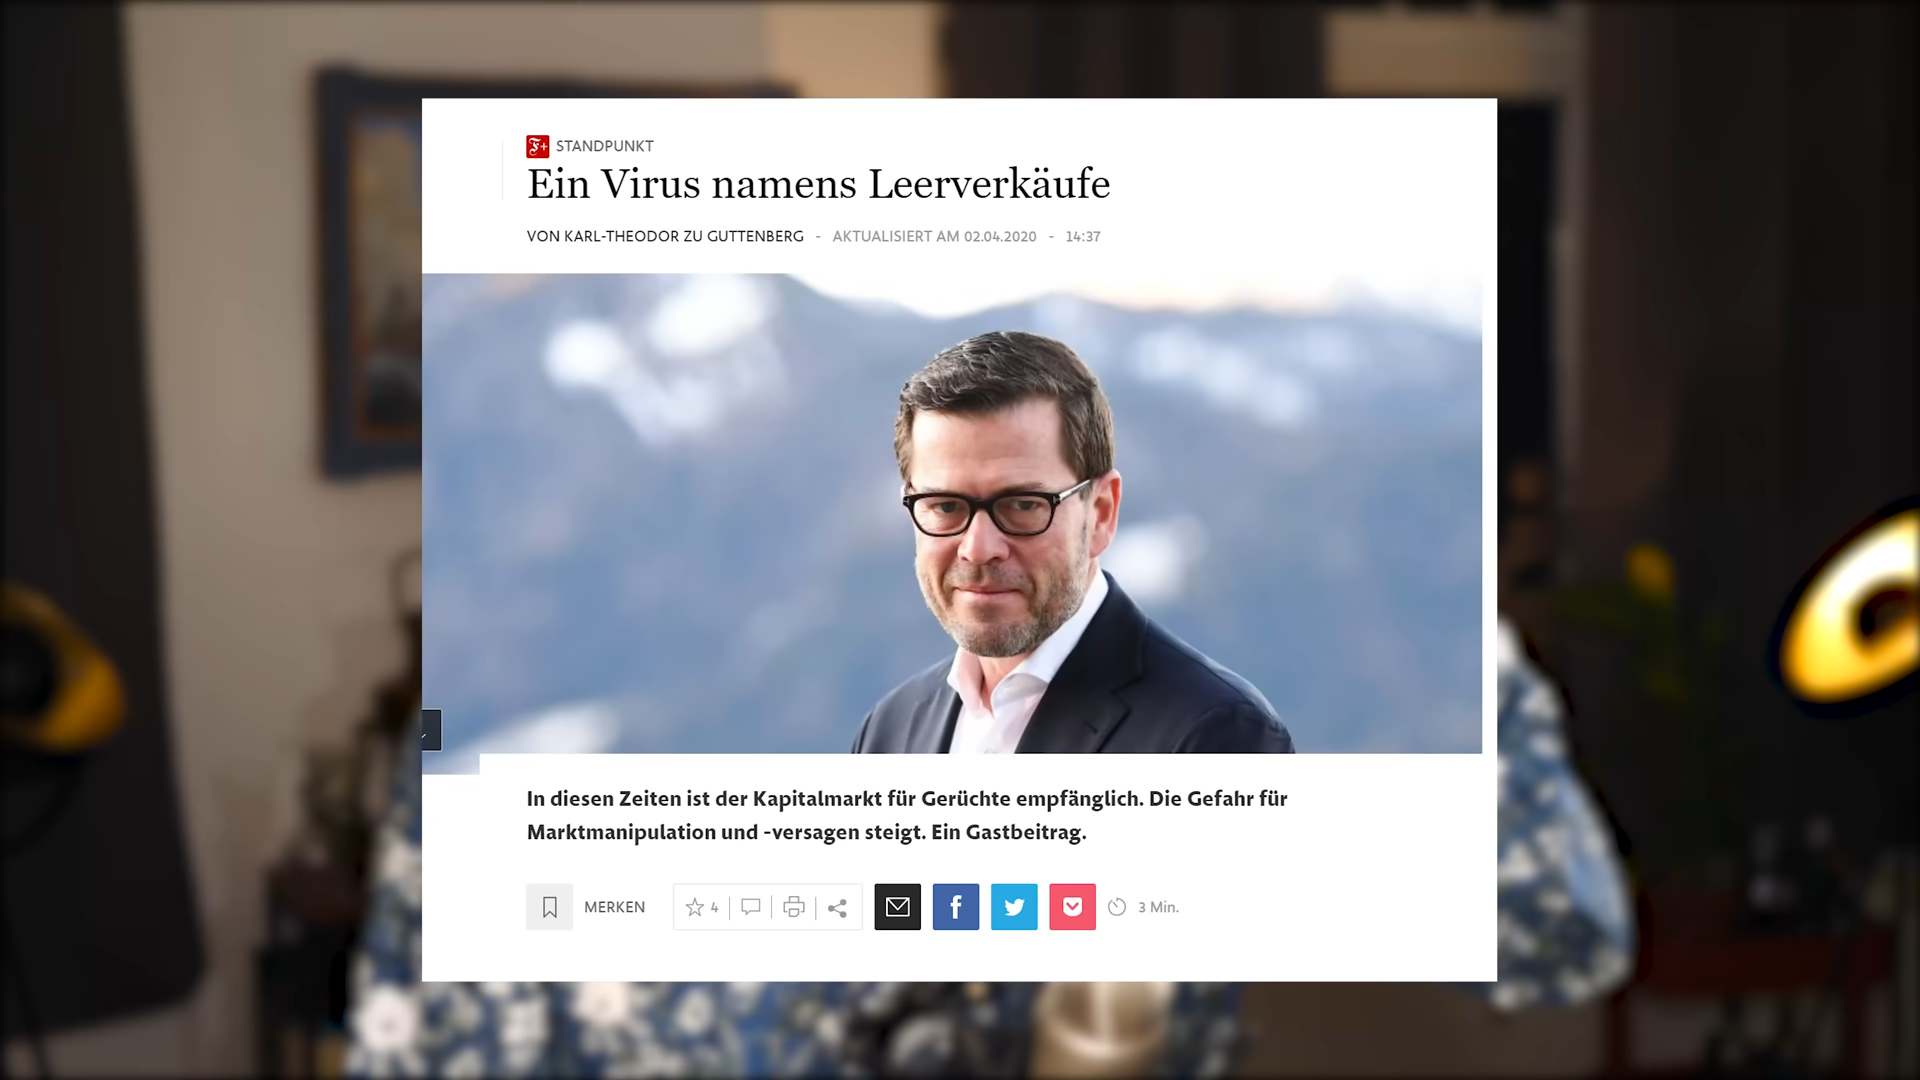 F+ STANDPUNKT
Ein Virus namens Leerverkäufe
VON KARL-THEODOR ZU GUTTENBERG - AKTUALISIERT AM 02.04.2020 - 14:37
In diesen Zeiten ist der Kapitalmarkt für Gerüchte empfänglich. Die Gefahr für
Marktmanipulation und -versagen steigt. Ein Gastbeitrag.
MERKEN 4 f 3 Min.